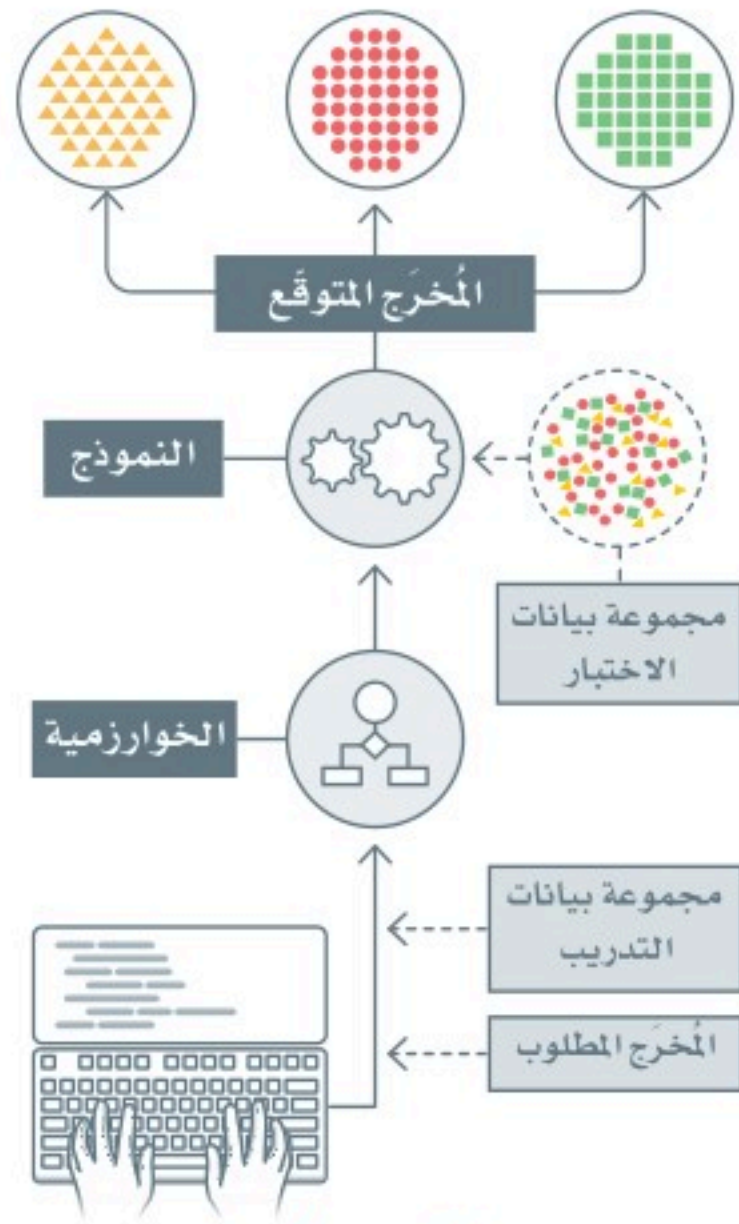 المُخرَج المتوقَّع
النموذج
مجموعة بيانات
الاختبار
الخوارزمية
مجموعة بيانات
التدريب
المُخرَج المطلوب